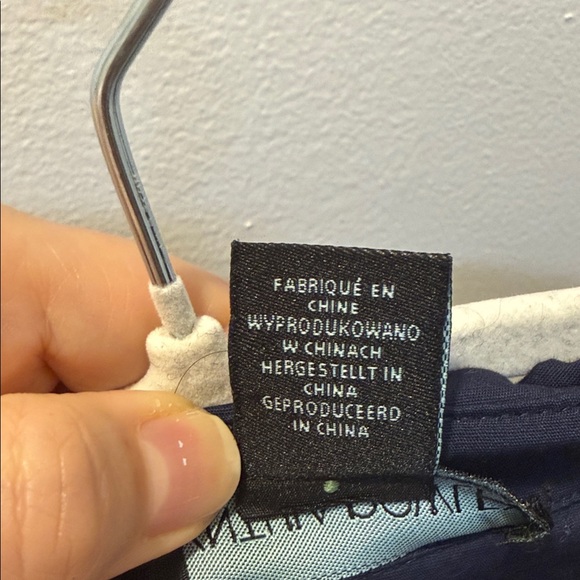 FABRIQUÉ EN
CHINE
WYPRODUKOWANO
W CHINACH
HERGESTELLT IN
CHINA
GEPRODUCEERD
IN CHINA